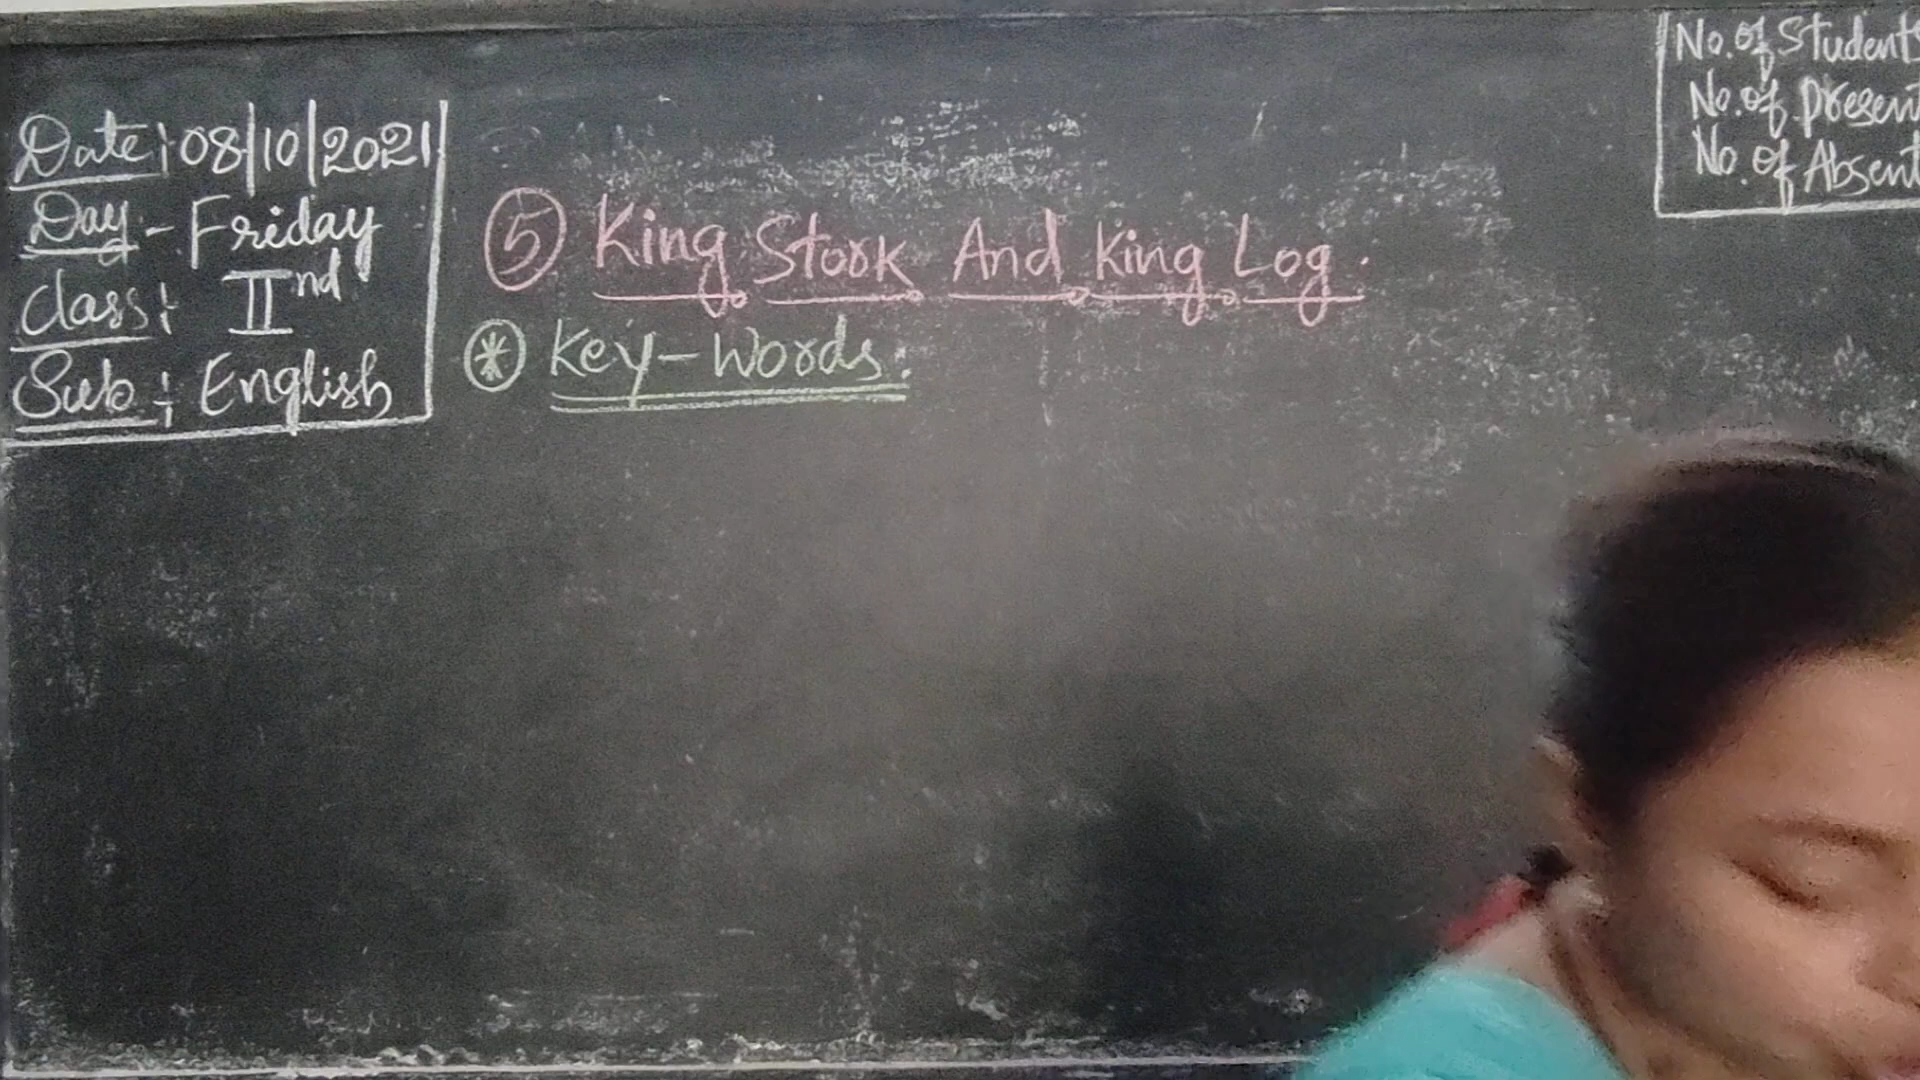 Date: 08/10/2021
Day - Friday
Class: IInd
Sub: English
5 King Stork And King Log.
* Key-Words:
No. of Students
No. of Present
No. of Absent